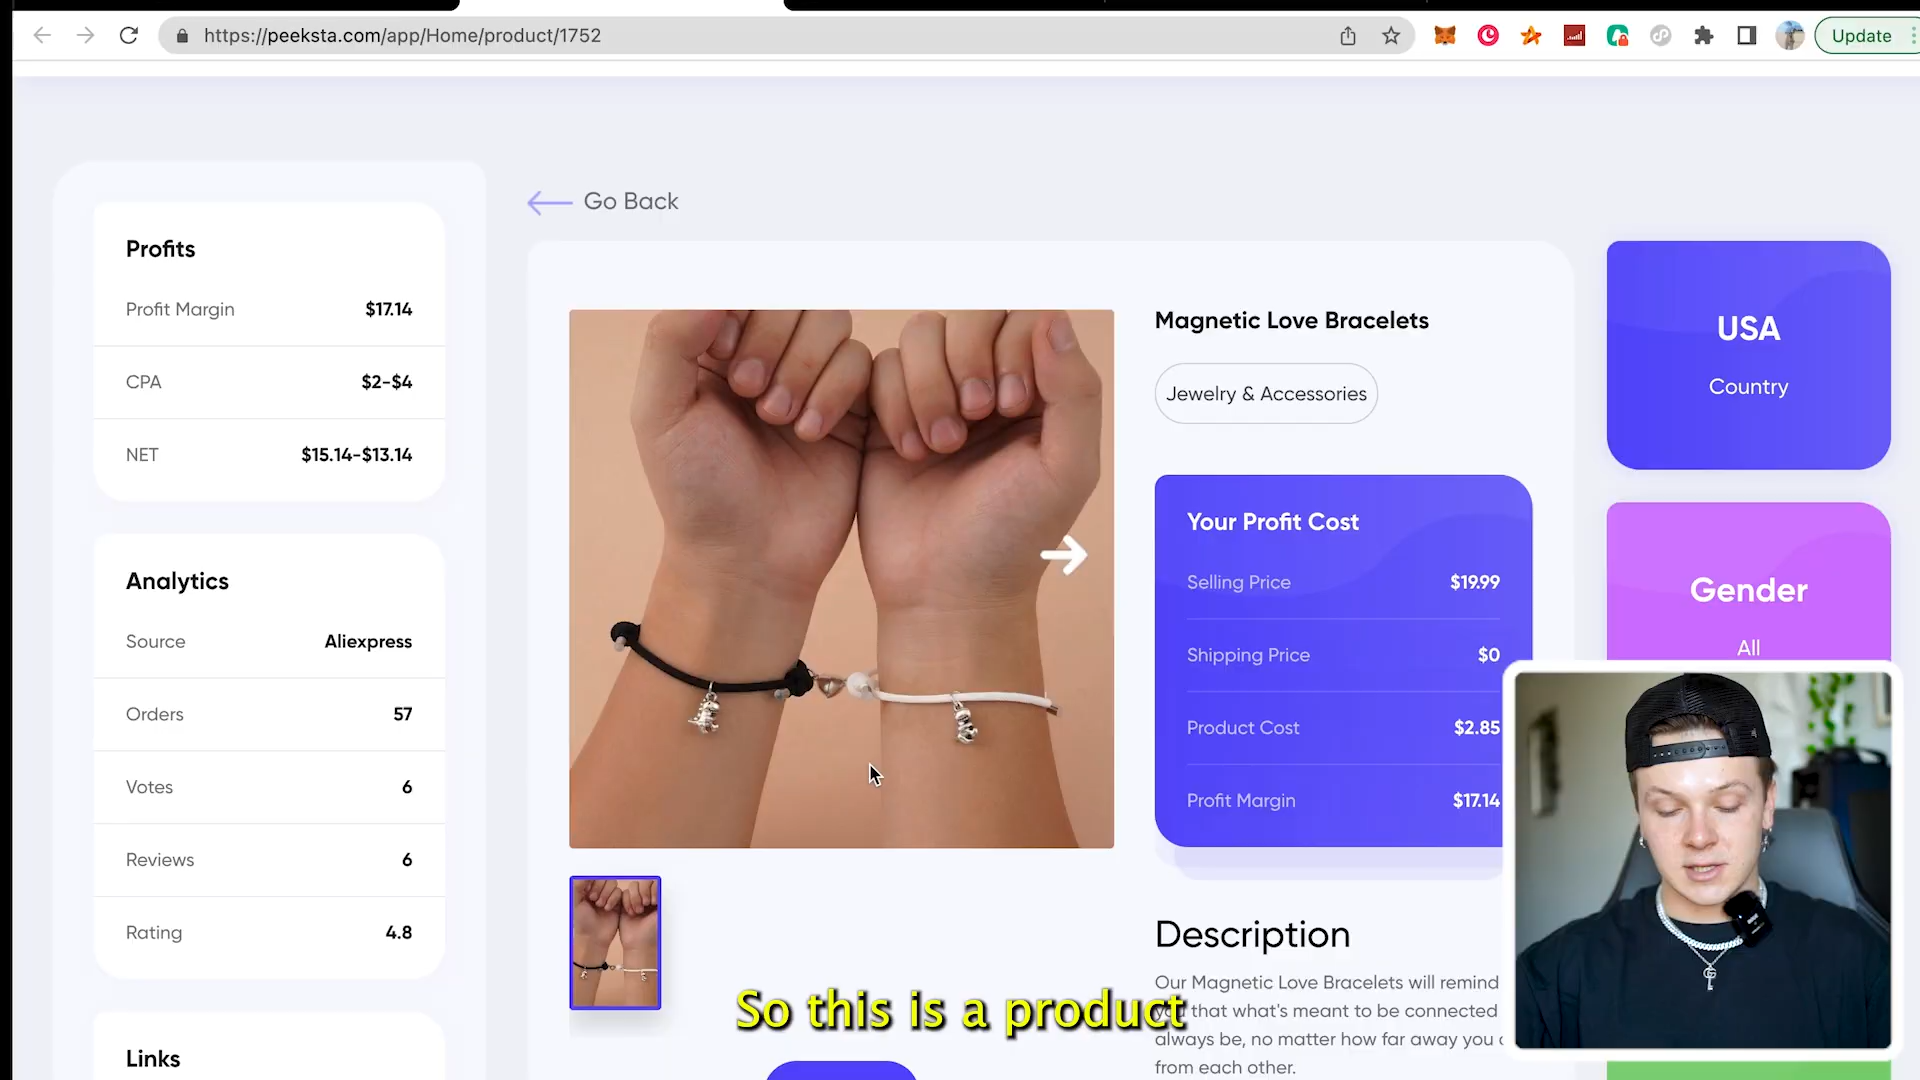 https://peeksta.com/app/Home/product/1752
Update
Go Back
Profits
Profit Margin $17.14
CPA $2-$4
NET $15.14-$13.14
Analytics
Source Aliexpress
Orders 57
Votes 6
Reviews 6
Rating 4.8
Links
Magnetic Love Bracelets
Jewelry & Accessories
Your Profit Cost
Selling Price $19.99
Shipping Price $0
Product Cost $2.85
Profit Margin $17.14
Description
Our Magnetic Love Bracelets will remind
you that what's meant to be connected
always be, no matter how far away you
from each other.
USA
Country
Gender
All
So this is a product